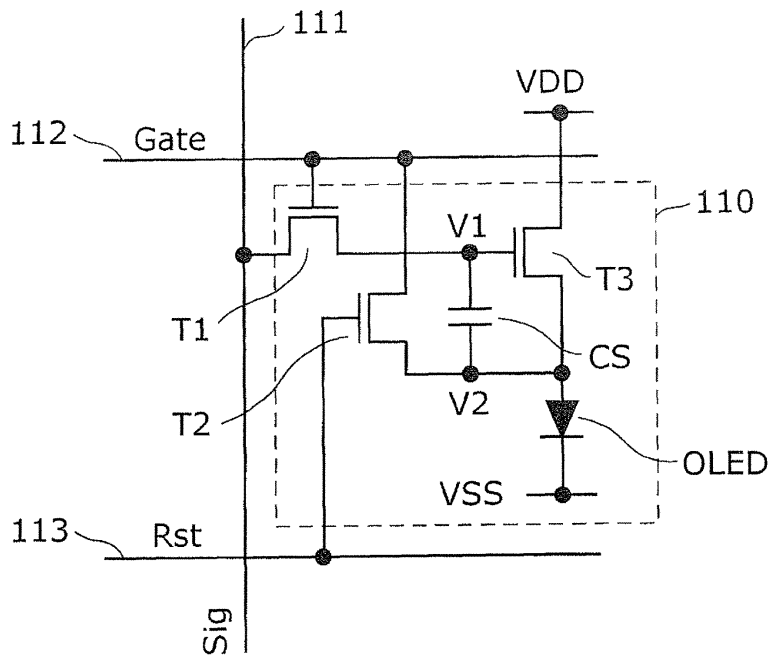 111
VDD
112
Gate
110
V1
T3
T1
CS
T2
V2
OLED
VSS
113
Rst
Sig